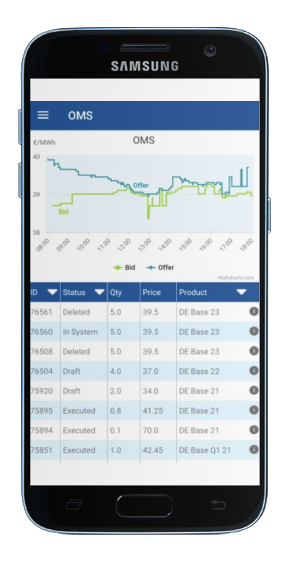 SAMSUNG
OMS
€/MWh
OMS
40
39
38
Offer
Bid
08:00 09:00 10:00 11:00 12:00 13:00 14:00 15:00 16:00 17:00 18:00
Bid Offer
Highcharts.com
ID Status Qty Price Product
76561 Deleted 5.0 39.5 DE Base 23
76560 In System 5.0 39.5 DE Base 23
76508 Deleted 5.0 39.5 DE Base 23
76504 Draft 4.0 37.0 DE Base 22
75920 Draft 2.0 34.0 DE Base 21
75895 Executed 0.8 41.25 DE Base 21
75894 Executed 0.1 70.0 DE Base 21
75851 Executed 1.0 42.45 DE Base Q1 21